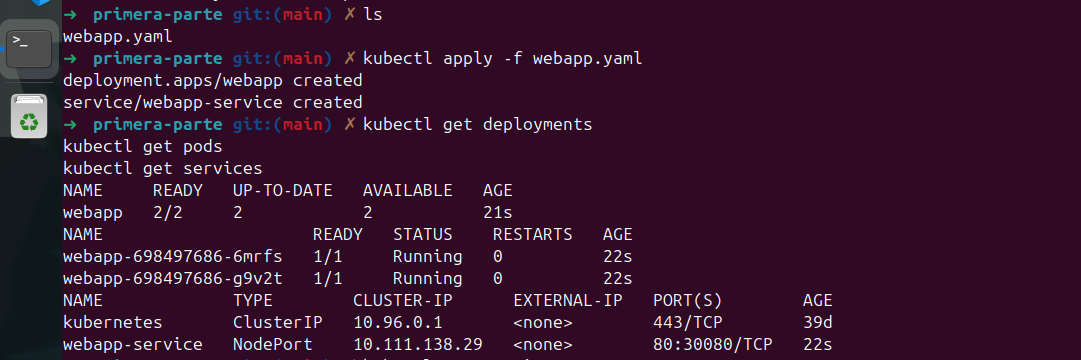 ➜  primera-parte git:(main) ✗ ls
webapp.yaml
➜  primera-parte git:(main) ✗ kubectl apply -f webapp.yaml
deployment.apps/webapp created
service/webapp-service created
➜  primera-parte git:(main) ✗ kubectl get deployments
kubectl get pods
kubectl get services
NAME     READY   UP-TO-DATE   AVAILABLE   AGE
webapp   2/2     2            2           21s
NAME                     READY   STATUS    RESTARTS   AGE
webapp-698497686-6mrfs   1/1     Running   0          22s
webapp-698497686-g9v2t   1/1     Running   0          22s
NAME             TYPE        CLUSTER-IP      EXTERNAL-IP   PORT(S)        AGE
kubernetes       ClusterIP   10.96.0.1       <none>        443/TCP        39d
webapp-service   NodePort    10.111.138.29   <none>        80:30080/TCP   22s